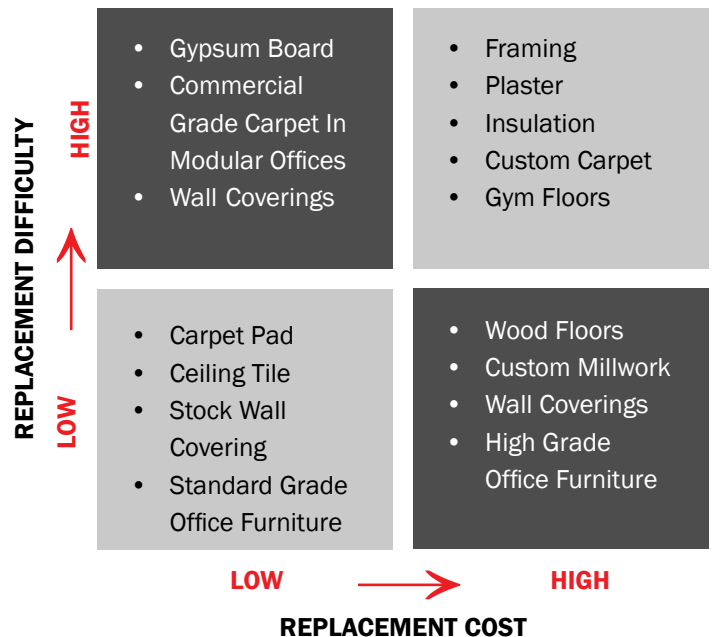 REPLACEMENT DIFFICULTY
HIGH
LOW
• Gypsum Board
• Commercial
Grade Carpet In
Modular Offices
• Wall Coverings
• Framing
• Plaster
• Insulation
• Custom Carpet
• Gym Floors
• Carpet Pad
• Ceiling Tile
• Stock Wall
Covering
• Standard Grade
Office Furniture
• Wood Floors
• Custom Millwork
• Wall Coverings
• High Grade
Office Furniture
LOW
HIGH
REPLACEMENT COST